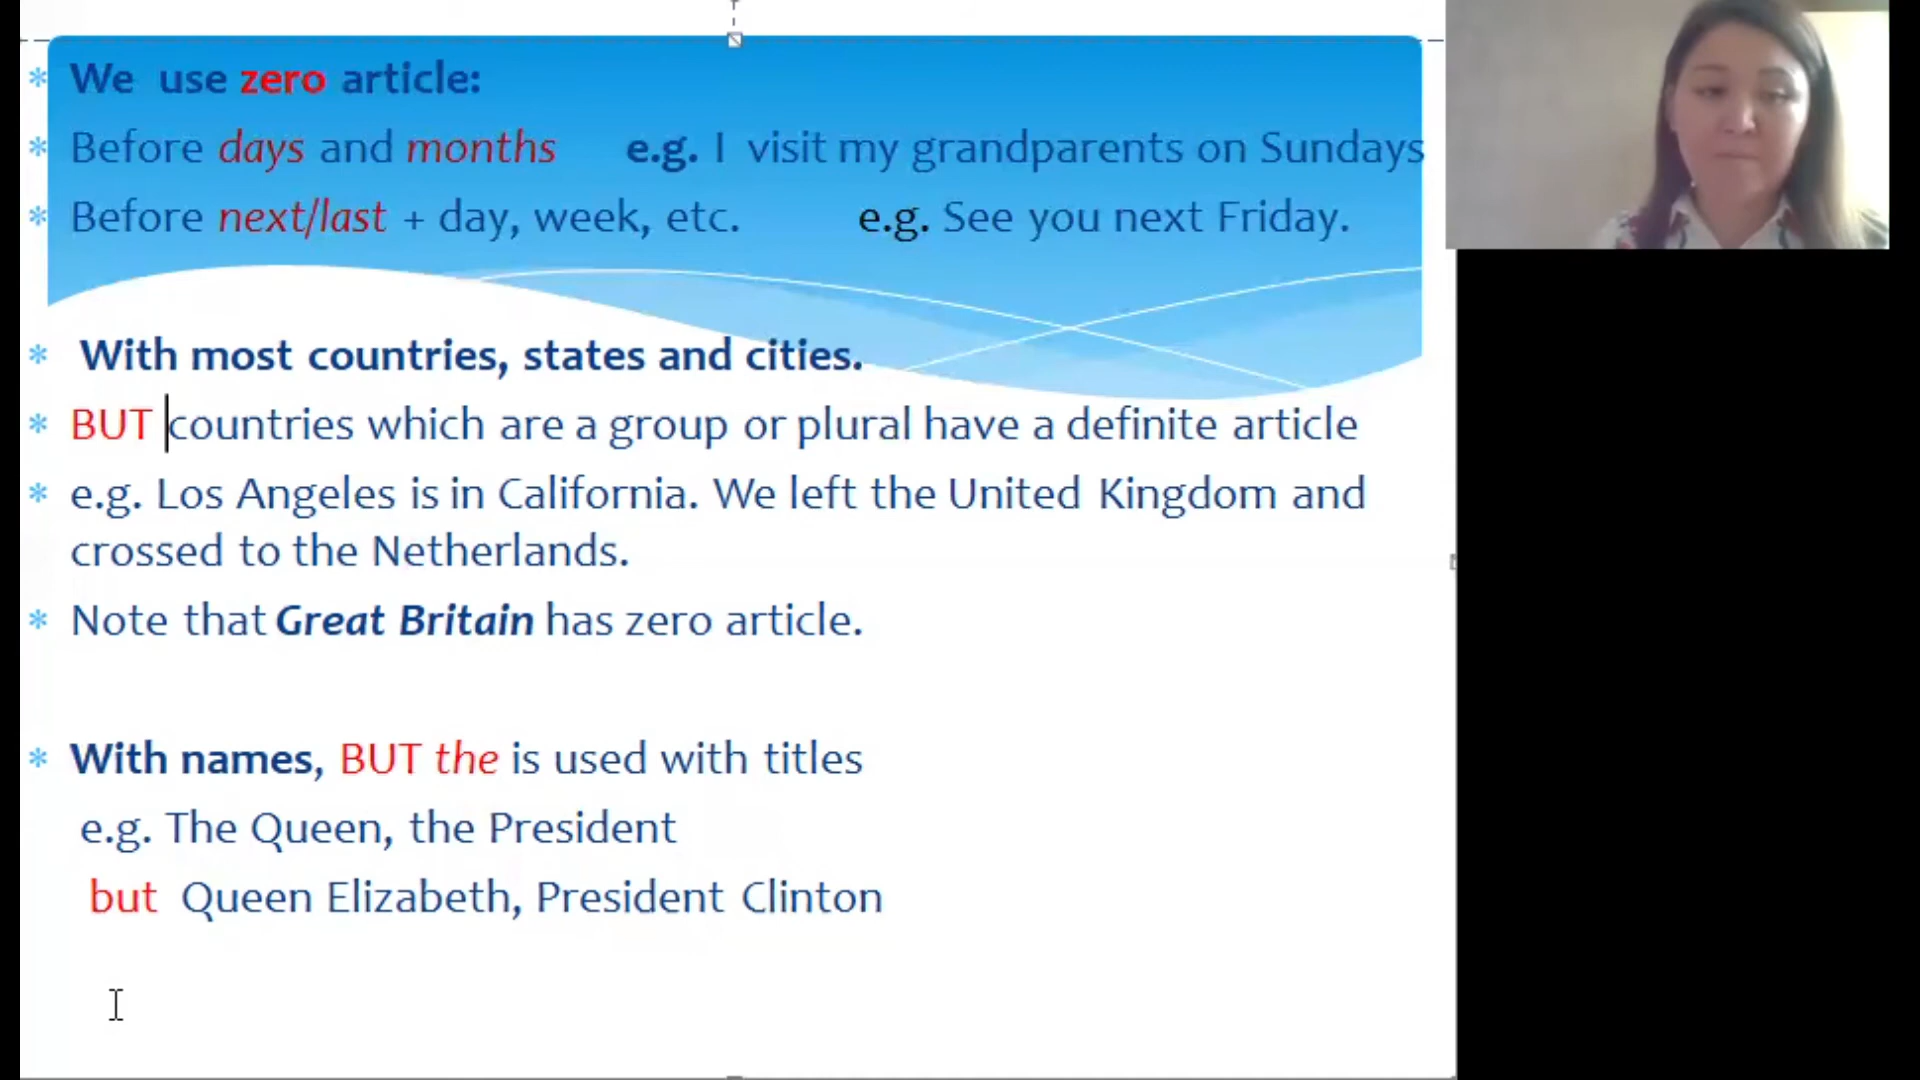 * We use zero article:
* Before days and months e.g. I visit my grandparents on Sundays
* Before next/last + day, week, etc. e.g. See you next Friday.
* With most countries, states and cities.
* BUT countries which are a group or plural have a definite article
* e.g. Los Angeles is in California. We left the United Kingdom and
crossed to the Netherlands.
* Note that Great Britain has zero article.
* With names, BUT the is used with titles
e.g. The Queen, the President
but Queen Elizabeth, President Clinton